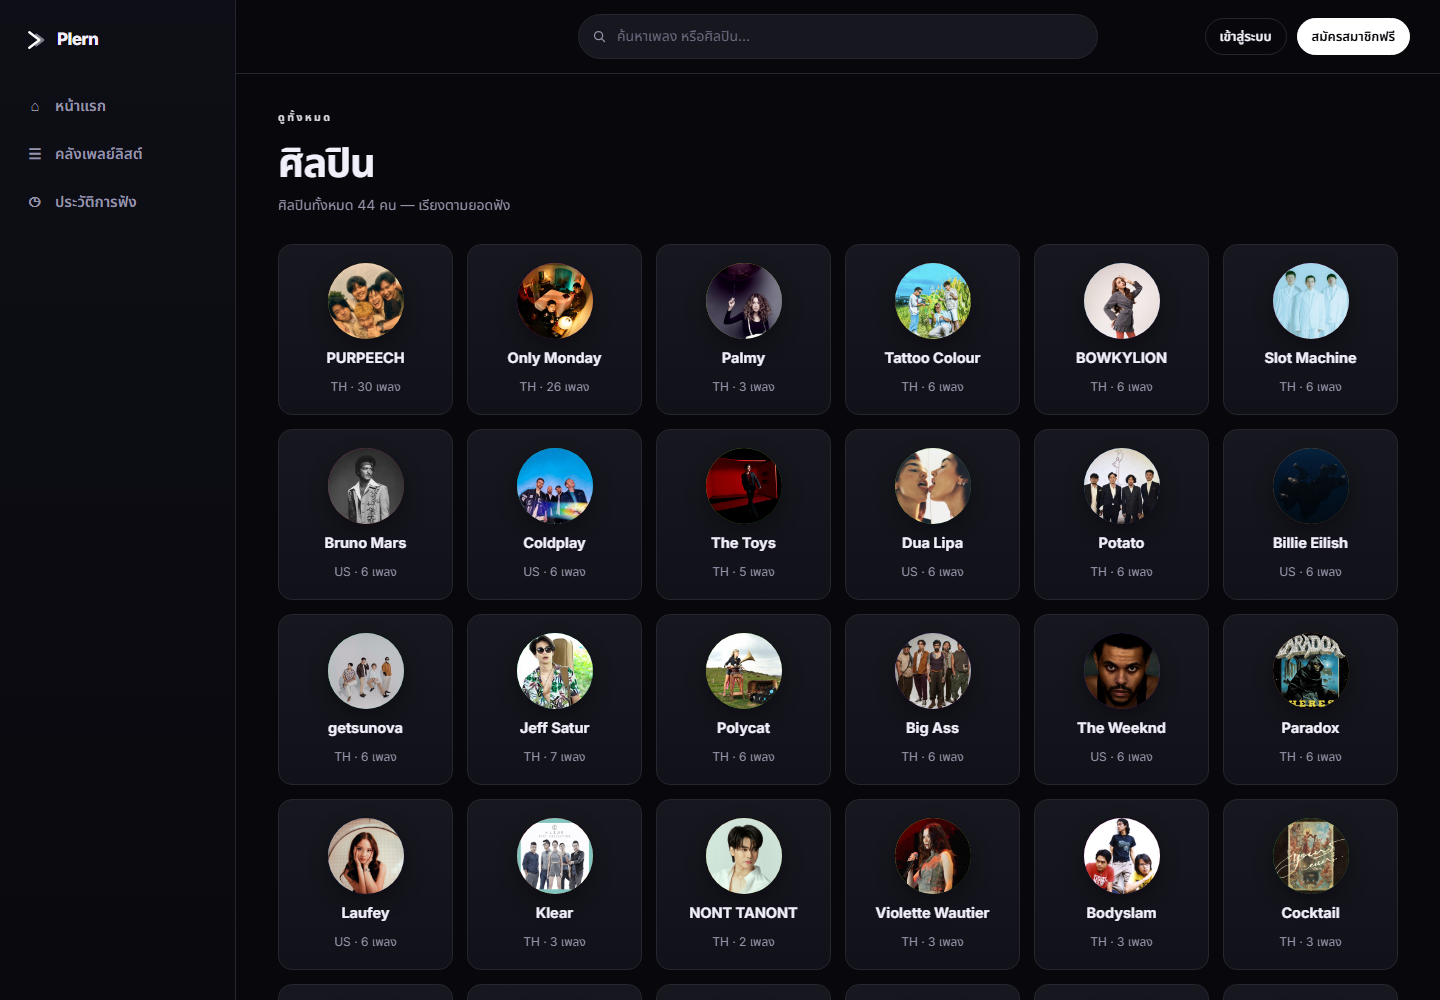 Plern
ค้นหาเพลง หรือศิลปิน...
เข้าสู่ระบบ
สมัครสมาชิกฟรี
หน้าแรก
คลังเพลย์ลิสต์
ประวัติการฟัง
ดูทั้งหมด
ศิลปิน
ศิลปินทั้งหมด 44 คน — เรียงตามยอดฟัง
PURPEECH
TH · 30 เพลง
Only Monday
TH · 26 เพลง
Palmy
TH · 3 เพลง
Tattoo Colour
TH · 6 เพลง
BOWKYLION
TH · 6 เพลง
Slot Machine
TH · 6 เพลง
Bruno Mars
US · 6 เพลง
Coldplay
US · 6 เพลง
The Toys
TH · 5 เพลง
Dua Lipa
US · 6 เพลง
Potato
TH · 6 เพลง
Billie Eilish
US · 6 เพลง
getsunova
TH · 6 เพลง
Jeff Satur
TH · 7 เพลง
Polycat
TH · 6 เพลง
Big Ass
TH · 6 เพลง
The Weeknd
US · 6 เพลง
Paradox
TH · 6 เพลง
Laufey
US · 6 เพลง
Klear
TH · 3 เพลง
NONT TANONT
TH · 2 เพลง
Violette Wautier
TH · 3 เพลง
Bodyslam
TH · 3 เพลง
Cocktail
TH · 3 เพลง